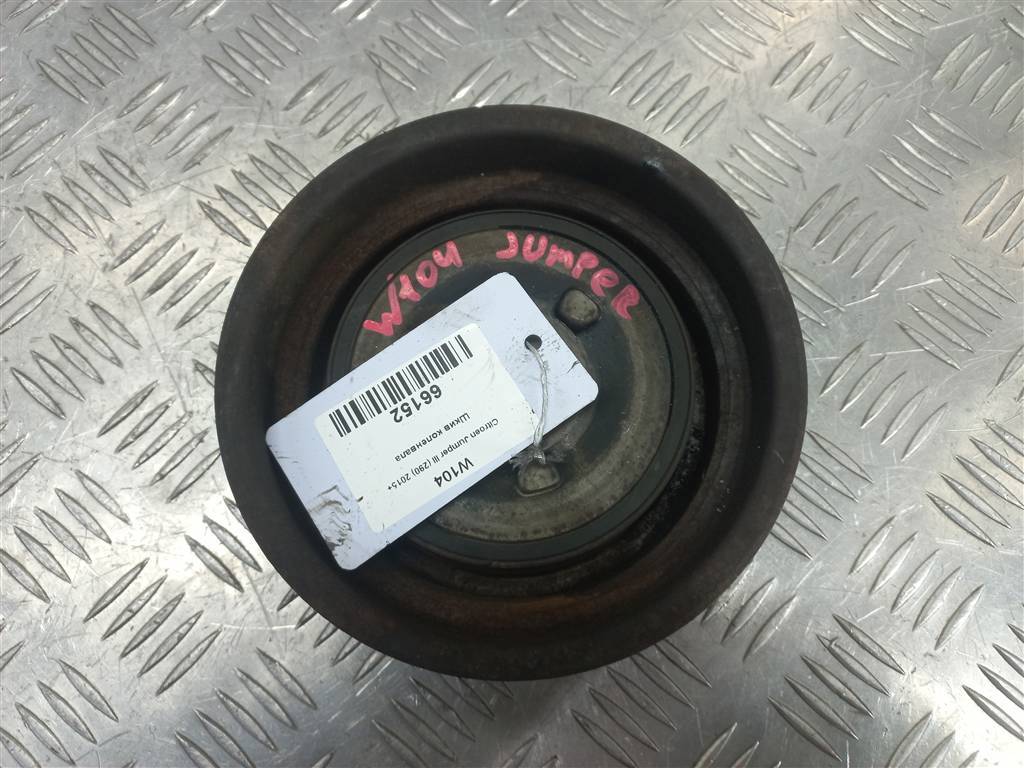 W104 JUMPER
W104
Citroen Jumper III (290) 2015+
Шкив коленвала
66152